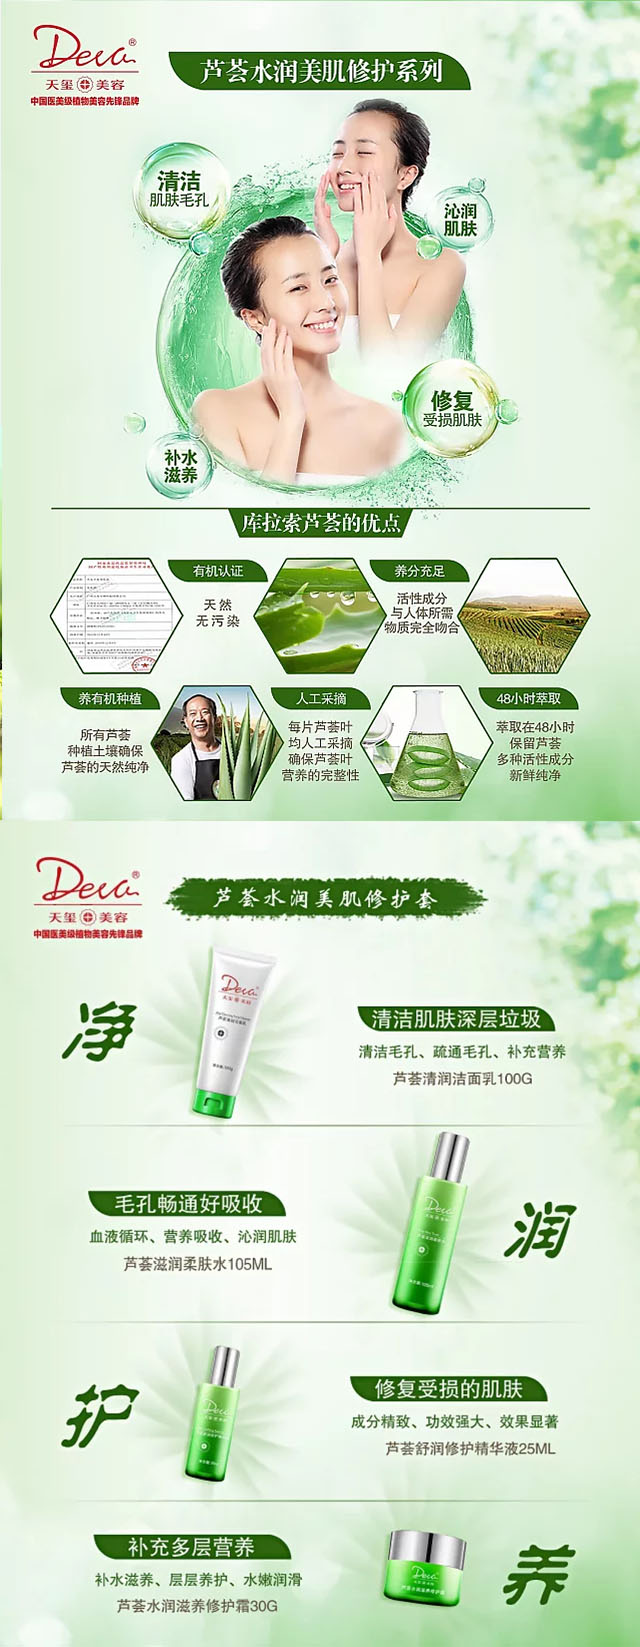 Deva®
天玺 美容
中国医美级植物美容先锋品牌
芦荟水润美肌修护系列
清洁
肌肤毛孔
沁润
肌肤
修复
受损肌肤
补水
滋养
库拉索芦荟的优点
有机认证
天然
无污染
养分充足
活性成分
与人体所需
物质完全吻合
养有机种植
所有芦荟
种植土壤确保
芦荟的天然纯净
人工采摘
每片芦荟叶
均人工采摘
确保芦荟叶
营养的完整性
48小时萃取
萃取在48小时
保留芦荟
多种活性成分
新鲜纯净
Deva®
天玺 美容
中国医美级植物美容先锋品牌
芦荟水润美肌修护套
净
Deva
清洁肌肤深层垃圾
清洁毛孔、疏通毛孔、补充营养
芦荟清润洁面乳100G
毛孔畅通好吸收
血液循环、营养吸收、沁润肌肤
芦荟滋润柔肤水105ML
Deva
润
护
Deva
修复受损的肌肤
成分精致、功效强大、效果显著
芦荟舒润修护精华液25ML
补充多层营养
补水滋养、层层养护、水嫩润滑
芦荟水润滋养修护霜30G
Deva
芦荟水润滋养修护霜
养